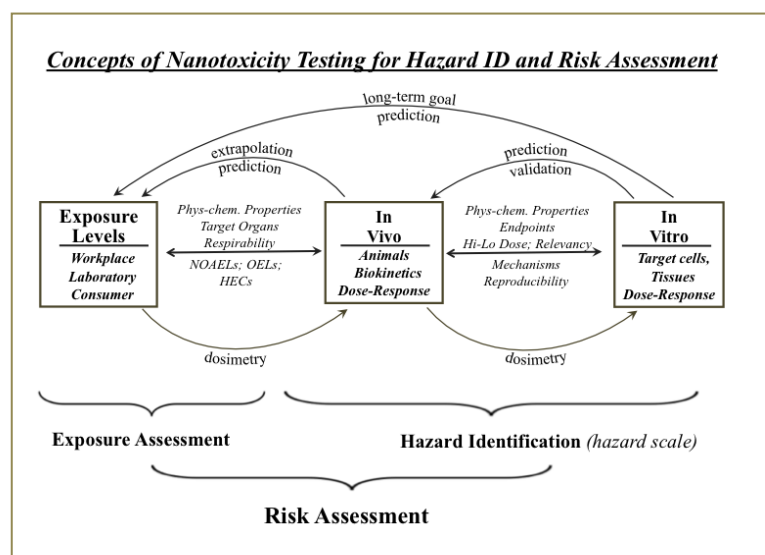 Concepts of Nanotoxicity Testing for Hazard ID and Risk Assessment
long-term goal
prediction
extrapolation
prediction
prediction
validation
Exposure
Levels
Workplace
Laboratory
Consumer
Phys-chem. Properties
Target Organs
Respirability
NOAELs; OELs;
HECs
In
Vivo
Animals
Biokinetics
Dose-Response
Phys-chem. Properties
Endpoints
Hi-Lo Dose; Relevancy
Mechanisms
Reproducibility
In
Vitro
Target cells,
Tissues
Dose-Response
dosimetry
dosimetry
Exposure Assessment
Hazard Identification (hazard scale)
Risk Assessment